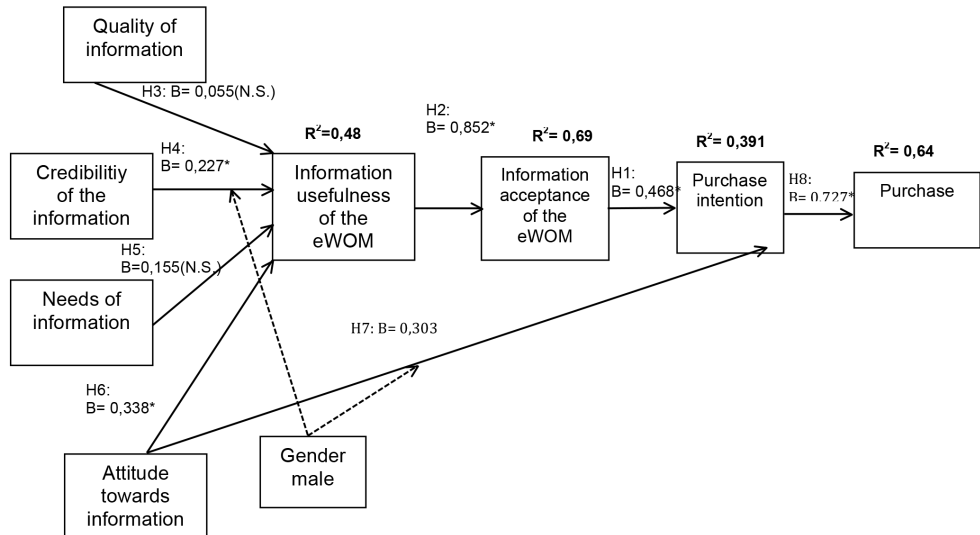 Quality of
information
H3: B= 0,055(N.S.)
H4:
B= 0,227*
R²=0,48
H2:
B= 0,852*
R²= 0,69
R²= 0,391
R²= 0,64
Credibilitiy
of the
information
Information
usefulness
of the
eWOM
Information
acceptance
of the
eWOM
H1:
B= 0,468*
Purchase
intention
H8:
B= 0.727*
Purchase
H5:
B=0,155(N.S.)
Needs of
information
H7: B= 0,303
H6:
B= 0,338*
Attitude
towards
information
Gender
male